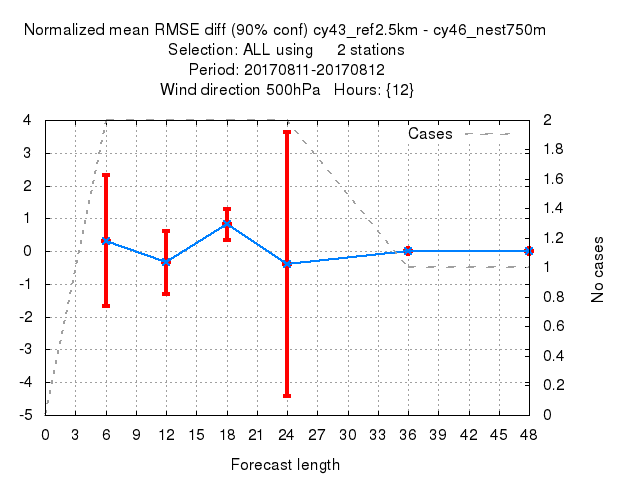 Normalized mean RMSE diff (90% conf) cy43_ref2.5km - cy46_nest750m
Selection: ALL using 2 stations
Period: 20170811-20170812
Wind direction 500hPa Hours: {12}
Cases
4
3
2
1
0
-1
-2
-3
-4
-5
2
1.8
1.6
1.4
1.2
1
0.8
0.6
0.4
0.2
0
No cases
0 3 6 9 12 15 18 21 24 27 30 33 36 39 42 45 48
Forecast length